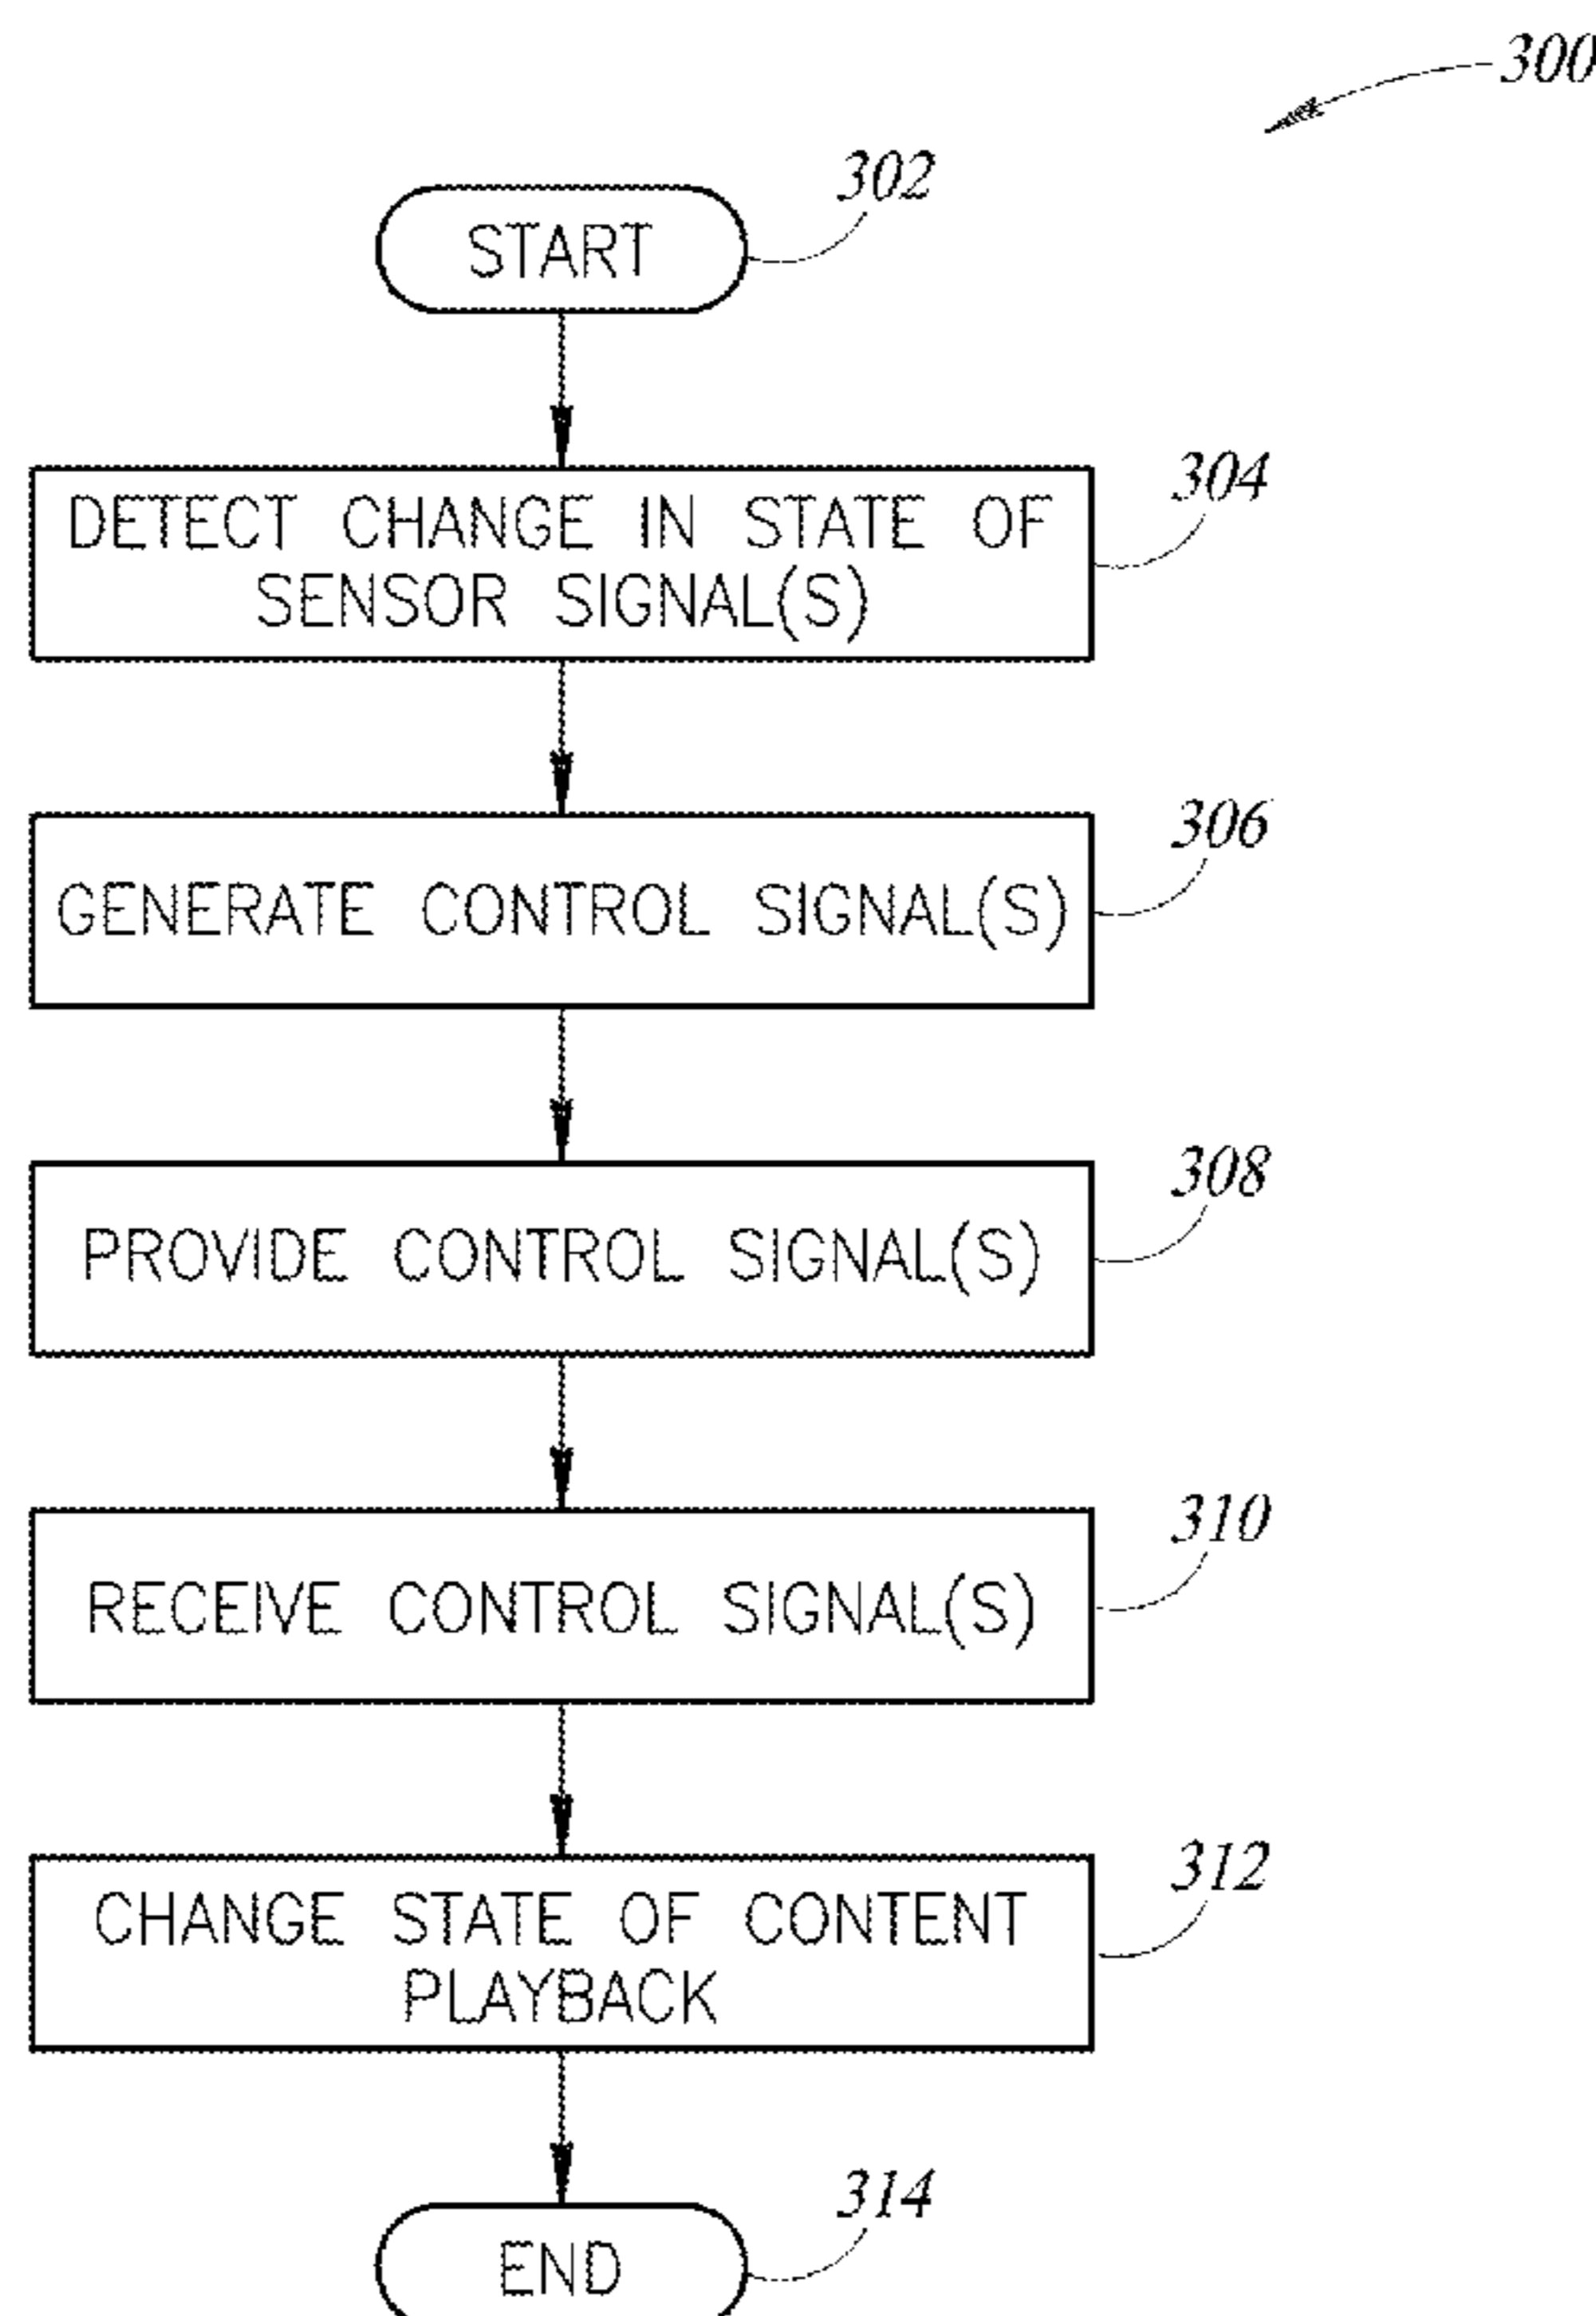 300
302
START
304
DETECT CHANGE IN STATE OF
SENSOR SIGNAL(S)
306
GENERATE CONTROL SIGNAL(S)
308
PROVIDE CONTROL SIGNAL(S)
310
RECEIVE CONTROL SIGNAL(S)
312
CHANGE STATE OF CONTENT
PLAYBACK
314
END